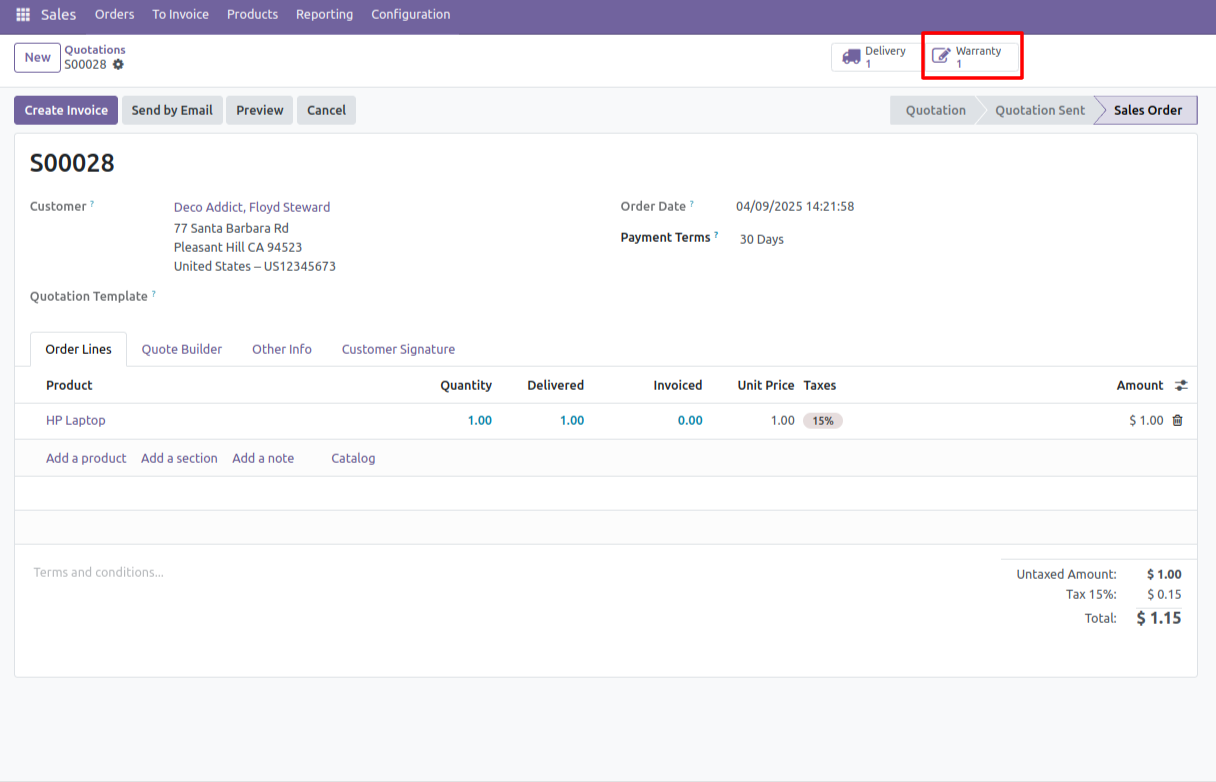 Sales Orders To Invoice Products Reporting Configuration
New
Quotations
S00028
Delivery
1
Warranty
1
Create Invoice Send by Email Preview Cancel
Quotation Quotation Sent Sales Order
S00028
Customer ?
Deco Addict, Floyd Steward
77 Santa Barbara Rd
Pleasant Hill CA 94523
United States – US12345673
Order Date ? 04/09/2025 14:21:58
Payment Terms ? 30 Days
Quotation Template ?
Order Lines Quote Builder Other Info Customer Signature
Product Quantity Delivered Invoiced Unit Price Taxes Amount
HP Laptop 1.00 1.00 0.00 1.00 15% $ 1.00
Add a product Add a section Add a note Catalog
Terms and conditions...
Untaxed Amount: $ 1.00
Tax 15%: $ 0.15
Total: $ 1.15